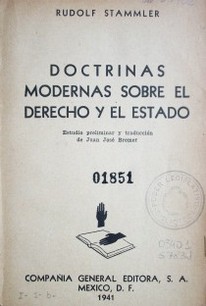 RUDOLF STAMMLER
DOCTRINAS
MODERNAS SOBRE EL
DERECHO Y EL ESTADO
Estudio preliminar y traducción
de Juan José Bremer
01851
COMPAÑIA GENERAL EDITORA, S. A.
MEXICO, D. F.
1941